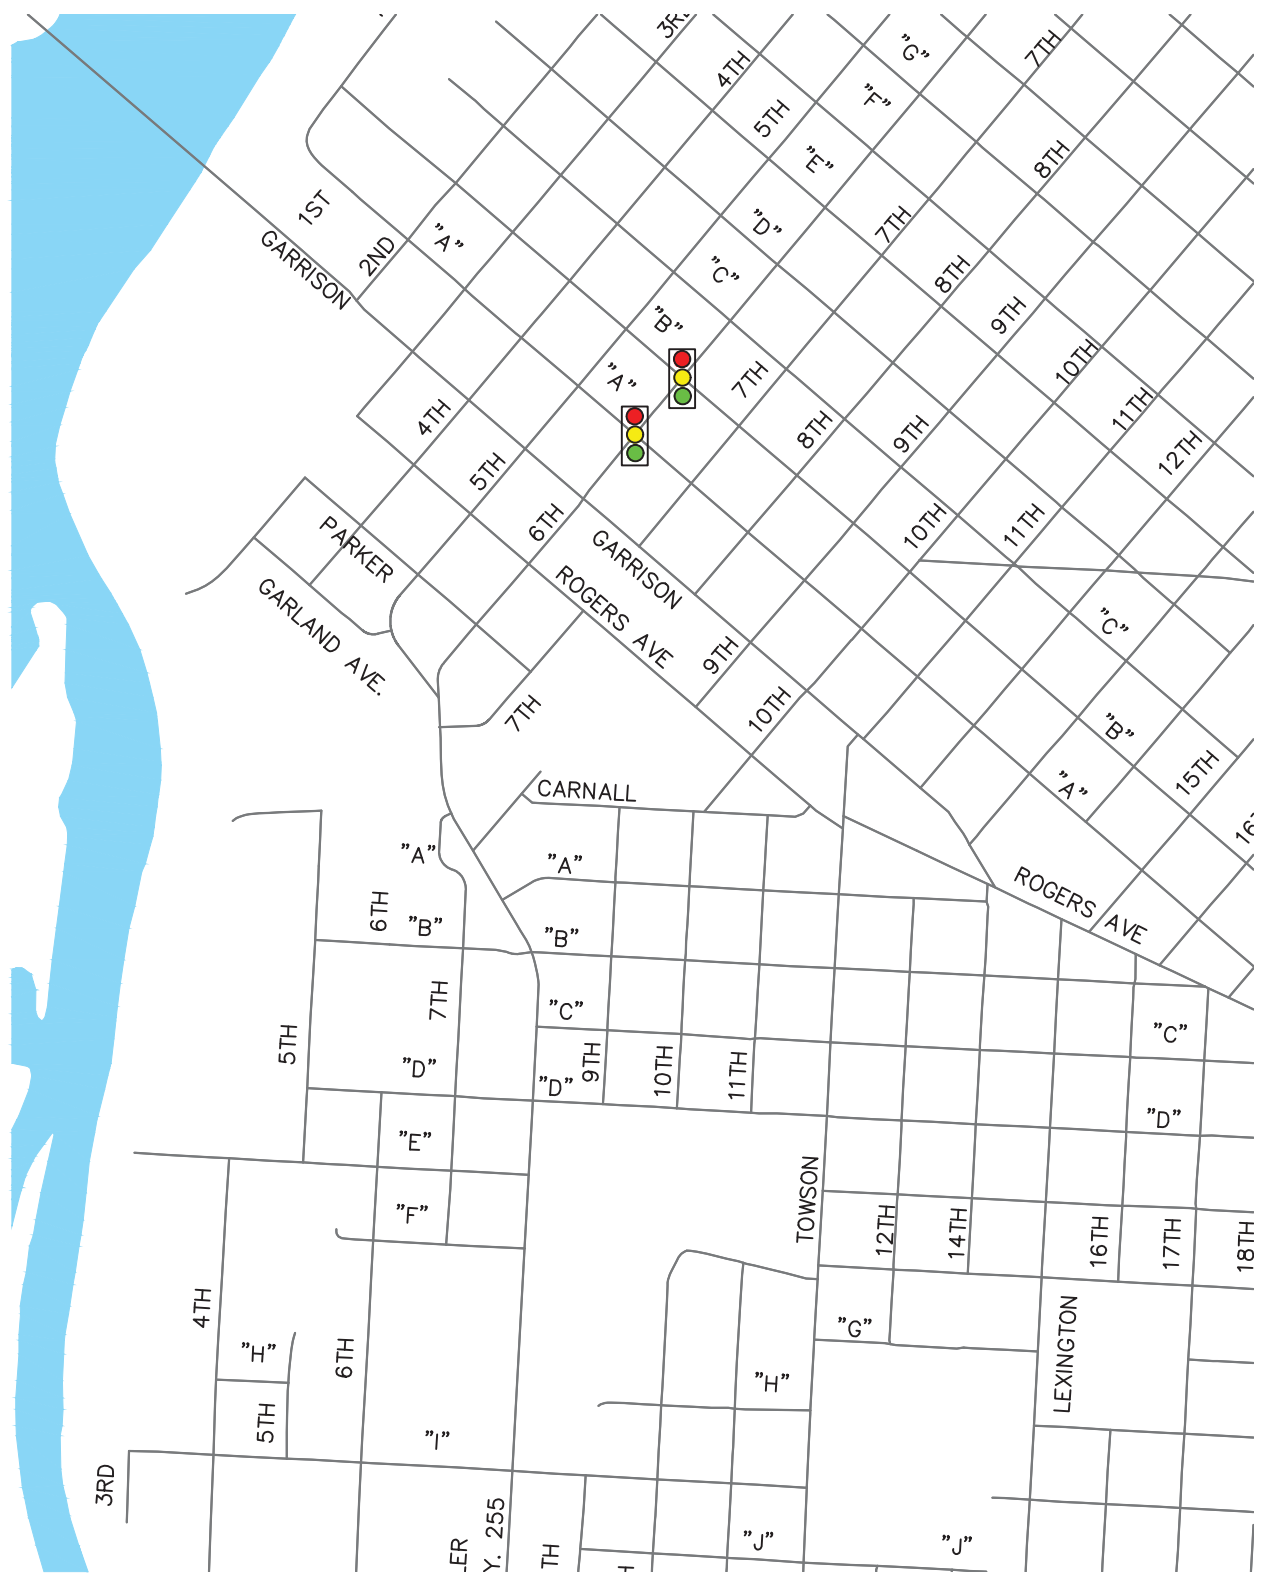 3RD
"G"
7TH
4TH
"F"
5TH
"E"
8TH
1ST
"D"
7TH
"A"
2ND
GARRISON
"C"
8TH
"B"
9TH
"A"
7TH
10TH
4TH
8TH
9TH
11TH
5TH
12TH
6TH
10TH
11TH
PARKER
GARRISON
GARLAND AVE.
ROGERS AVE
"C"
9TH
7TH
10TH
"B"
15TH
"A"
CARNALL
"A"
"A"
ROGERS AVE
6TH
"B"
"B"
7TH
"C"
"C"
5TH
"D"
"D"
9TH
10TH
11TH
"D"
"E"
"F"
TOWSON
12TH
14TH
16TH
17TH
18TH
4TH
"H"
6TH
"G"
LEXINGTON
"H"
5TH
"I"
3RD
255
"J"
"J"